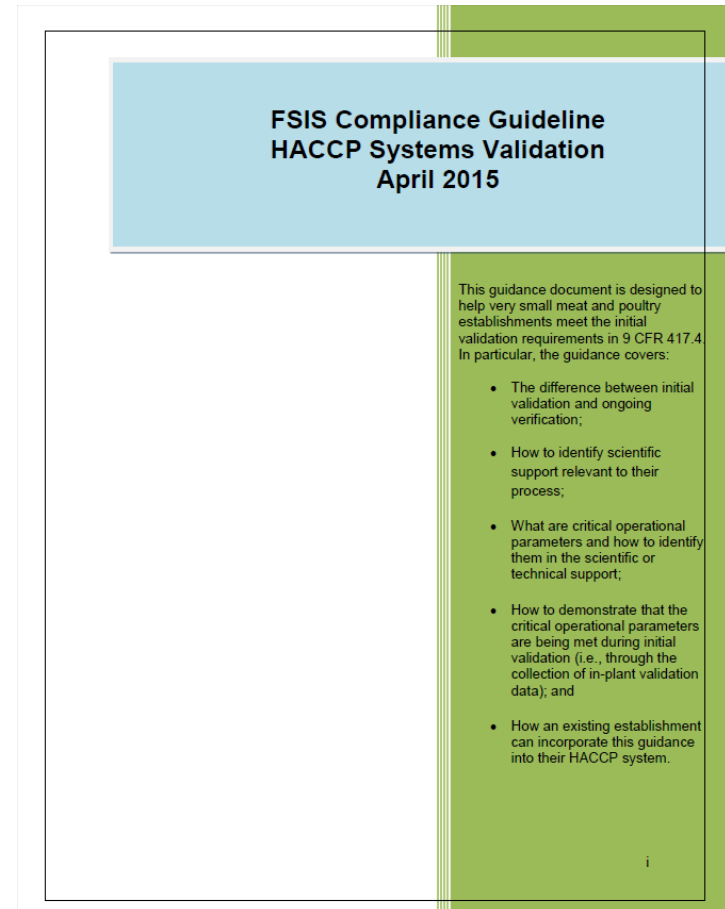 FSIS Compliance Guideline
HACCP Systems Validation
April 2015
This guidance document is designed to
help very small meat and poultry
establishments meet the initial
validation requirements in 9 CFR 417.4.
In particular, the guidance covers:
• The difference between initial
validation and ongoing
verification;
• How to identify scientific
support relevant to their
process;
• What are critical operational
parameters and how to identify
them in the scientific or
technical support;
• How to demonstrate that the
critical operational parameters
are being met during initial
validation (i.e., through the
collection of in-plant validation
data); and
• How an existing establishment
can incorporate this guidance
into their HACCP system.
i